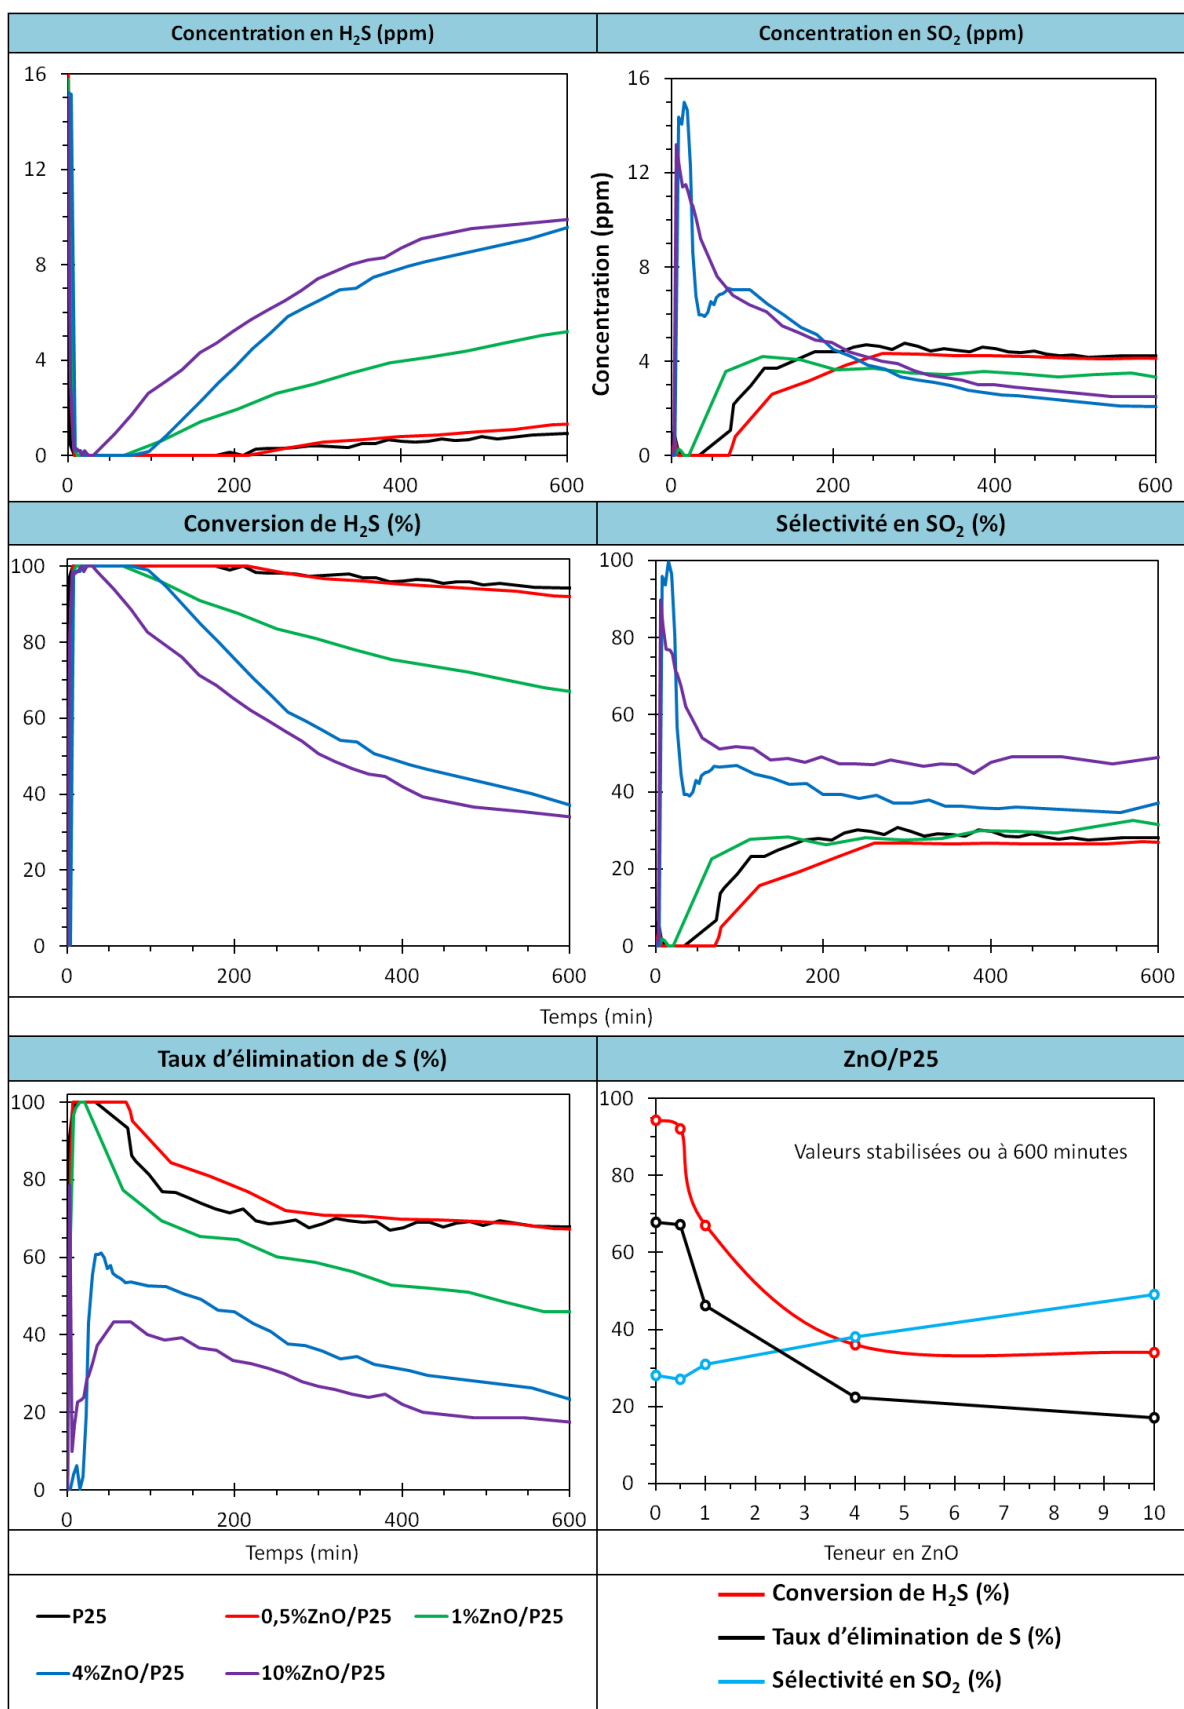 Concentration en H₂S (ppm)
Concentration en SO₂ (ppm)
16
12
8
4
0
0 200 400 600
Concentration (ppm)
16
12
8
4
0
0 200 400 600
Conversion de H₂S (%)
Sélectivité en SO₂ (%)
100
80
60
40
20
0
0 200 400 600
100
80
60
40
20
0
0 200 400 600
Temps (min)
Taux d’élimination de S (%)
ZnO/P25
100
80
60
40
20
0
0 200 400 600
Valeurs stabilisées ou à 600 minutes
100
80
60
40
20
0
0 1 2 3 4 5 6 7 8 9 10
Temps (min)
Teneur en ZnO
P25 0,5%ZnO/P25 1%ZnO/P25
4%ZnO/P25 10%ZnO/P25
Conversion de H₂S (%)
Taux d’élimination de S (%)
Sélectivité en SO₂ (%)